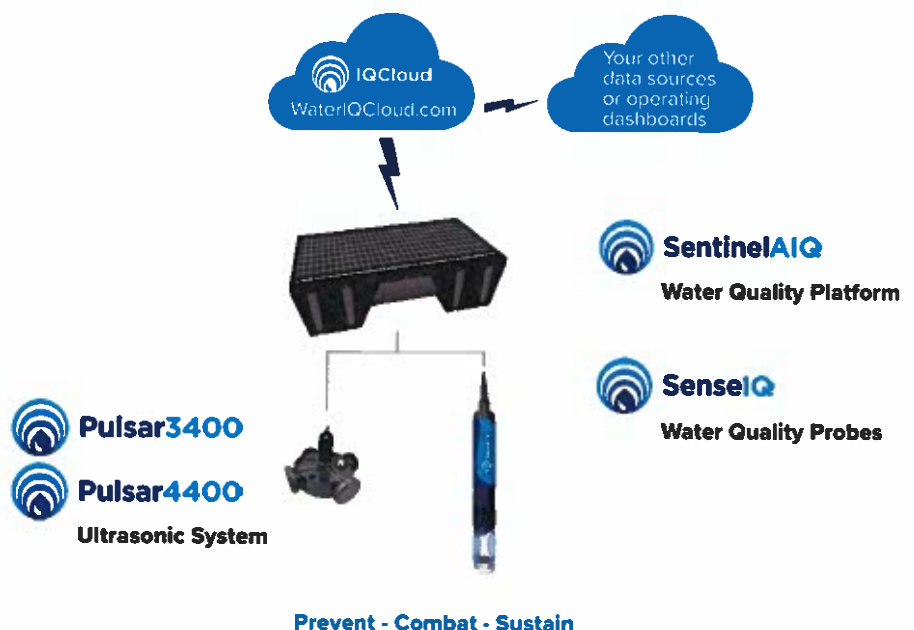 IQCloud
WaterIQCloud.com
Your other
data sources
or operating
dashboards
SentinelAIQ
Water Quality Platform
SenseIQ
Water Quality Probes
Pulsar3400
Pulsar4400
Ultrasonic System
Prevent - Combat - Sustain